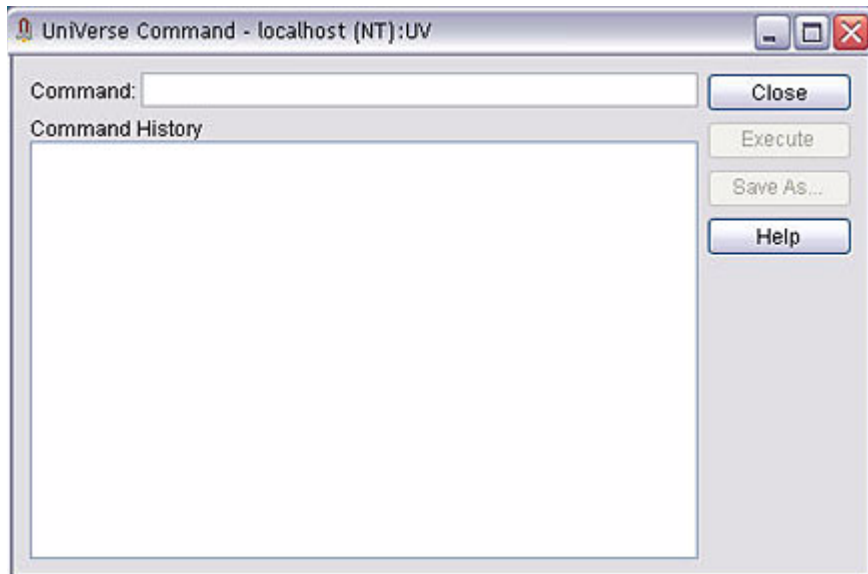 UniVerse Command - localhost (NT):UV
Command:
Close
Command History
Execute
Save As...
Help